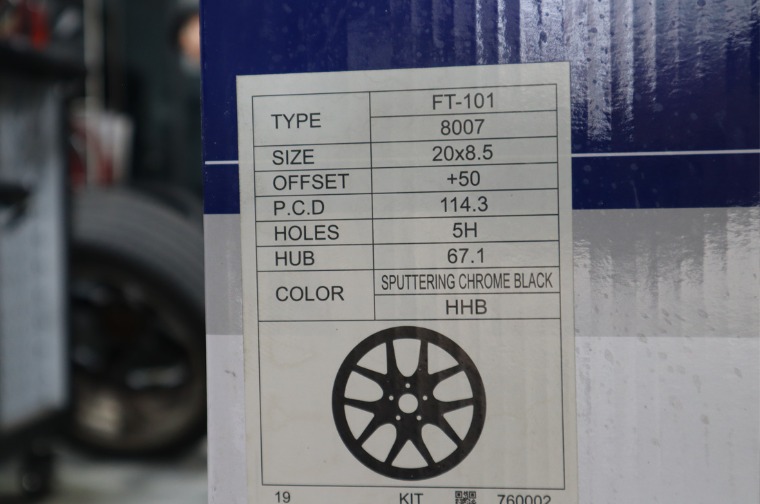 TYPE FT-101
8007
SIZE 20x8.5
OFFSET +50
P.C.D 114.3
HOLES 5H
HUB 67.1
COLOR SPUTTERING CHROME BLACK
HHB
19 KIT 760002